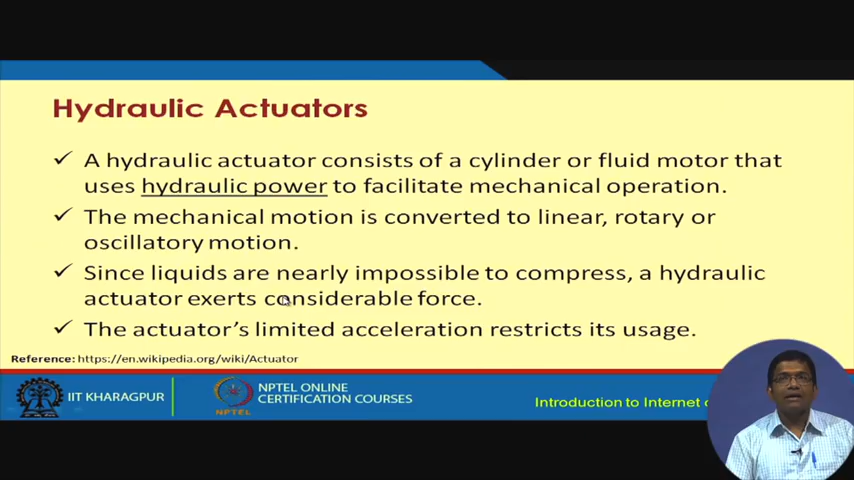 Hydraulic Actuators
✓ A hydraulic actuator consists of a cylinder or fluid motor that
uses hydraulic power to facilitate mechanical operation.
✓ The mechanical motion is converted to linear, rotary or
oscillatory motion.
✓ Since liquids are nearly impossible to compress, a hydraulic
actuator exerts considerable force.
✓ The actuator's limited acceleration restricts its usage.
Reference: https://en.wikipedia.org/wiki/Actuator
IIT KHARAGPUR
NPTEL
NPTEL ONLINE
CERTIFICATION COURSES
Introduction to Internet